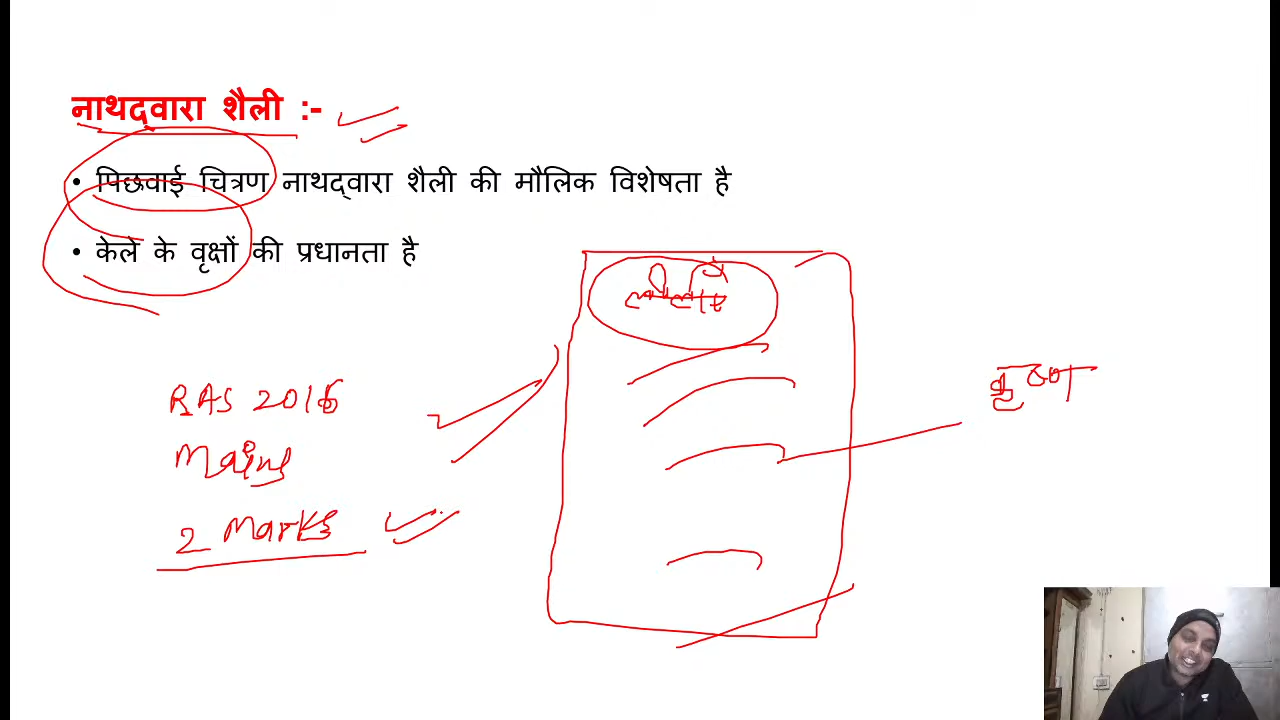 नाथद्वारा शैली :-
• पिछवाई चित्रण नाथद्वारा शैली की मौलिक विशेषता है
• केले के वृक्षों की प्रधानता है
RAS 2016
Mains
2 Marks